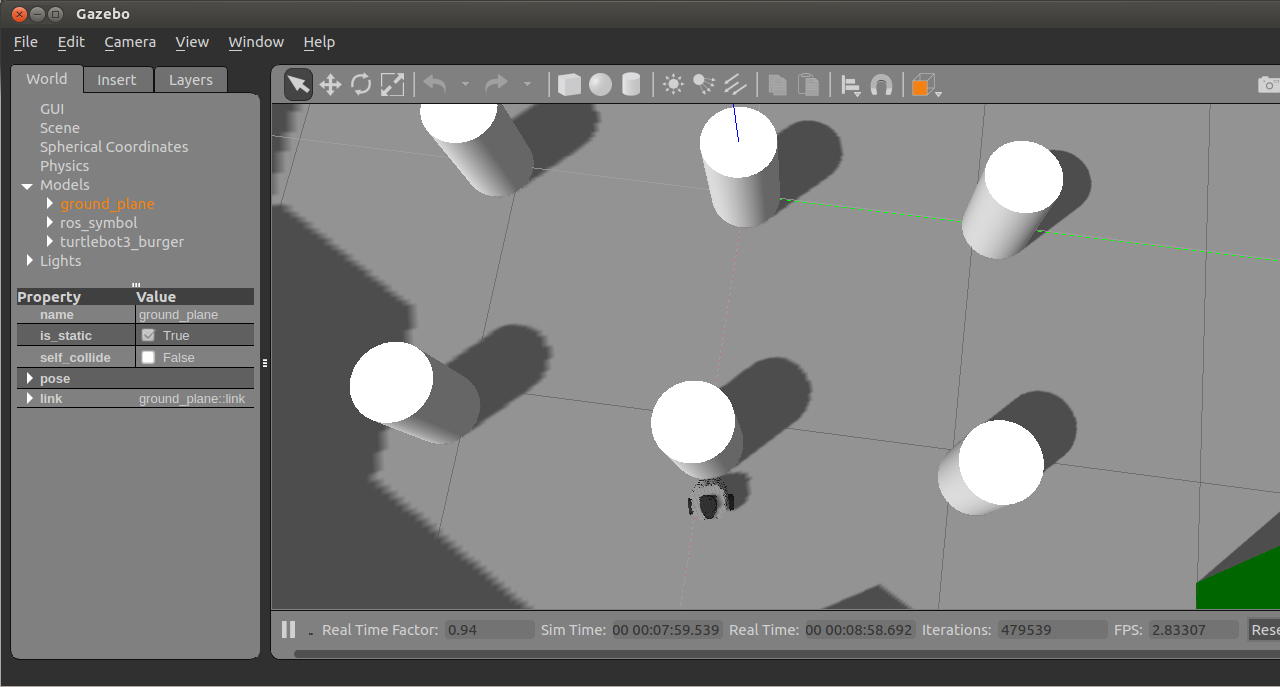 Gazebo
File Edit Camera View Window Help
World Insert Layers
GUI
Scene
Spherical Coordinates
Physics
Models
ground_plane
ros_symbol
turtlebot3_burger
Lights
Property Value
name ground_plane
is_static True
self_collide False
pose
link ground_plane::link
Real Time Factor: 0.94 Sim Time: 00 00:07:59.539 Real Time: 00 00:08:58.692 Iterations: 479539 FPS: 2.83307 Rese